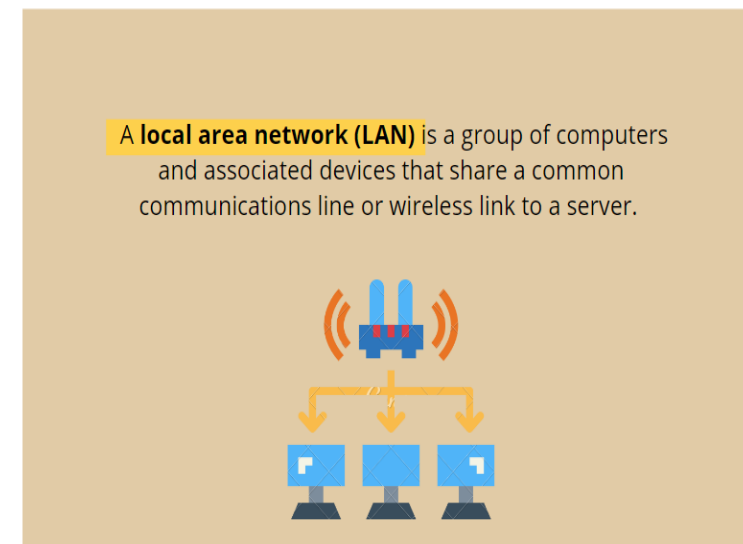 A local area network (LAN) is a group of computers
and associated devices that share a common
communications line or wireless link to a server.